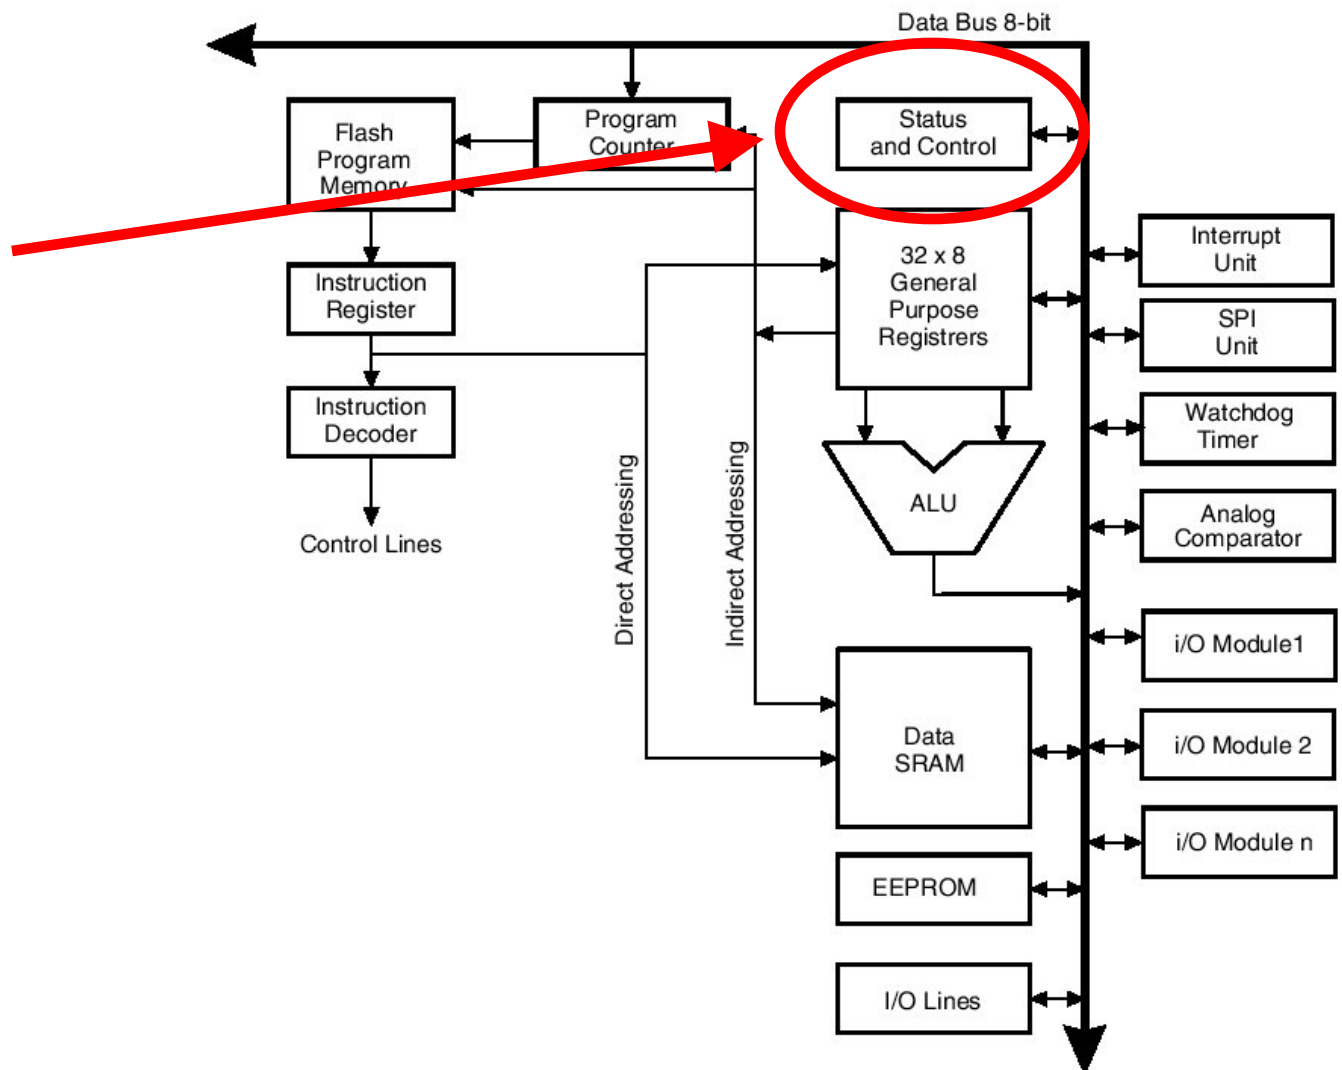 Data Bus 8-bit
Flash
Program
Memory
Program
Counter
Status
and Control
Instruction
Register
32 x 8
General
Purpose
Registrers
Interrupt
Unit
SPI
Unit
Instruction
Decoder
Watchdog
Timer
ALU
Analog
Comparator
Control Lines
Direct Addressing
Indirect Addressing
i/O Module1
Data
SRAM
i/O Module 2
i/O Module n
EEPROM
I/O Lines